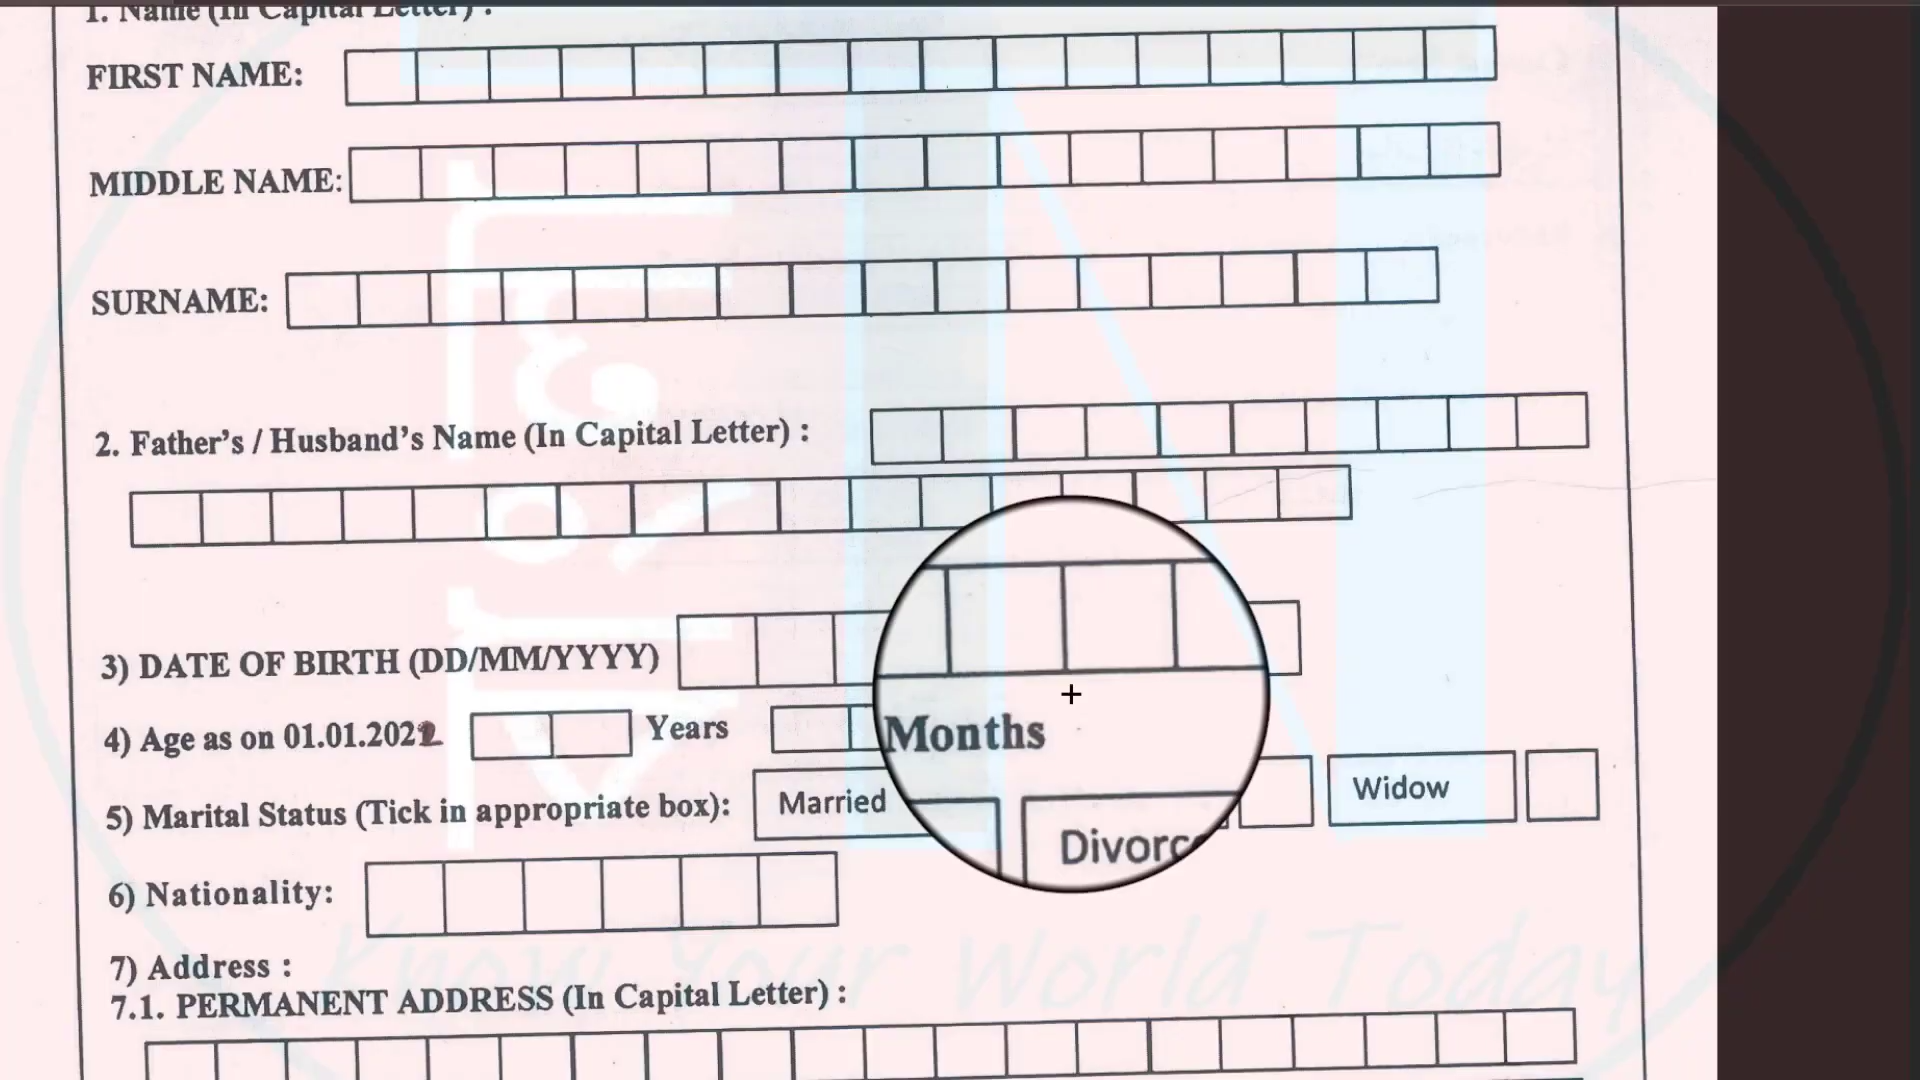 1. Name (In Capital Letter) :
FIRST NAME:
MIDDLE NAME:
SURNAME:
2. Father's / Husband's Name (In Capital Letter) :
3) DATE OF BIRTH (DD/MM/YYYY)
4) Age as on 01.01.2022 Years Months
5) Marital Status (Tick in appropriate box): Married Divorc Widow
6) Nationality:
7) Address :
7.1. PERMANENT ADDRESS (In Capital Letter) :
Know Your World Today